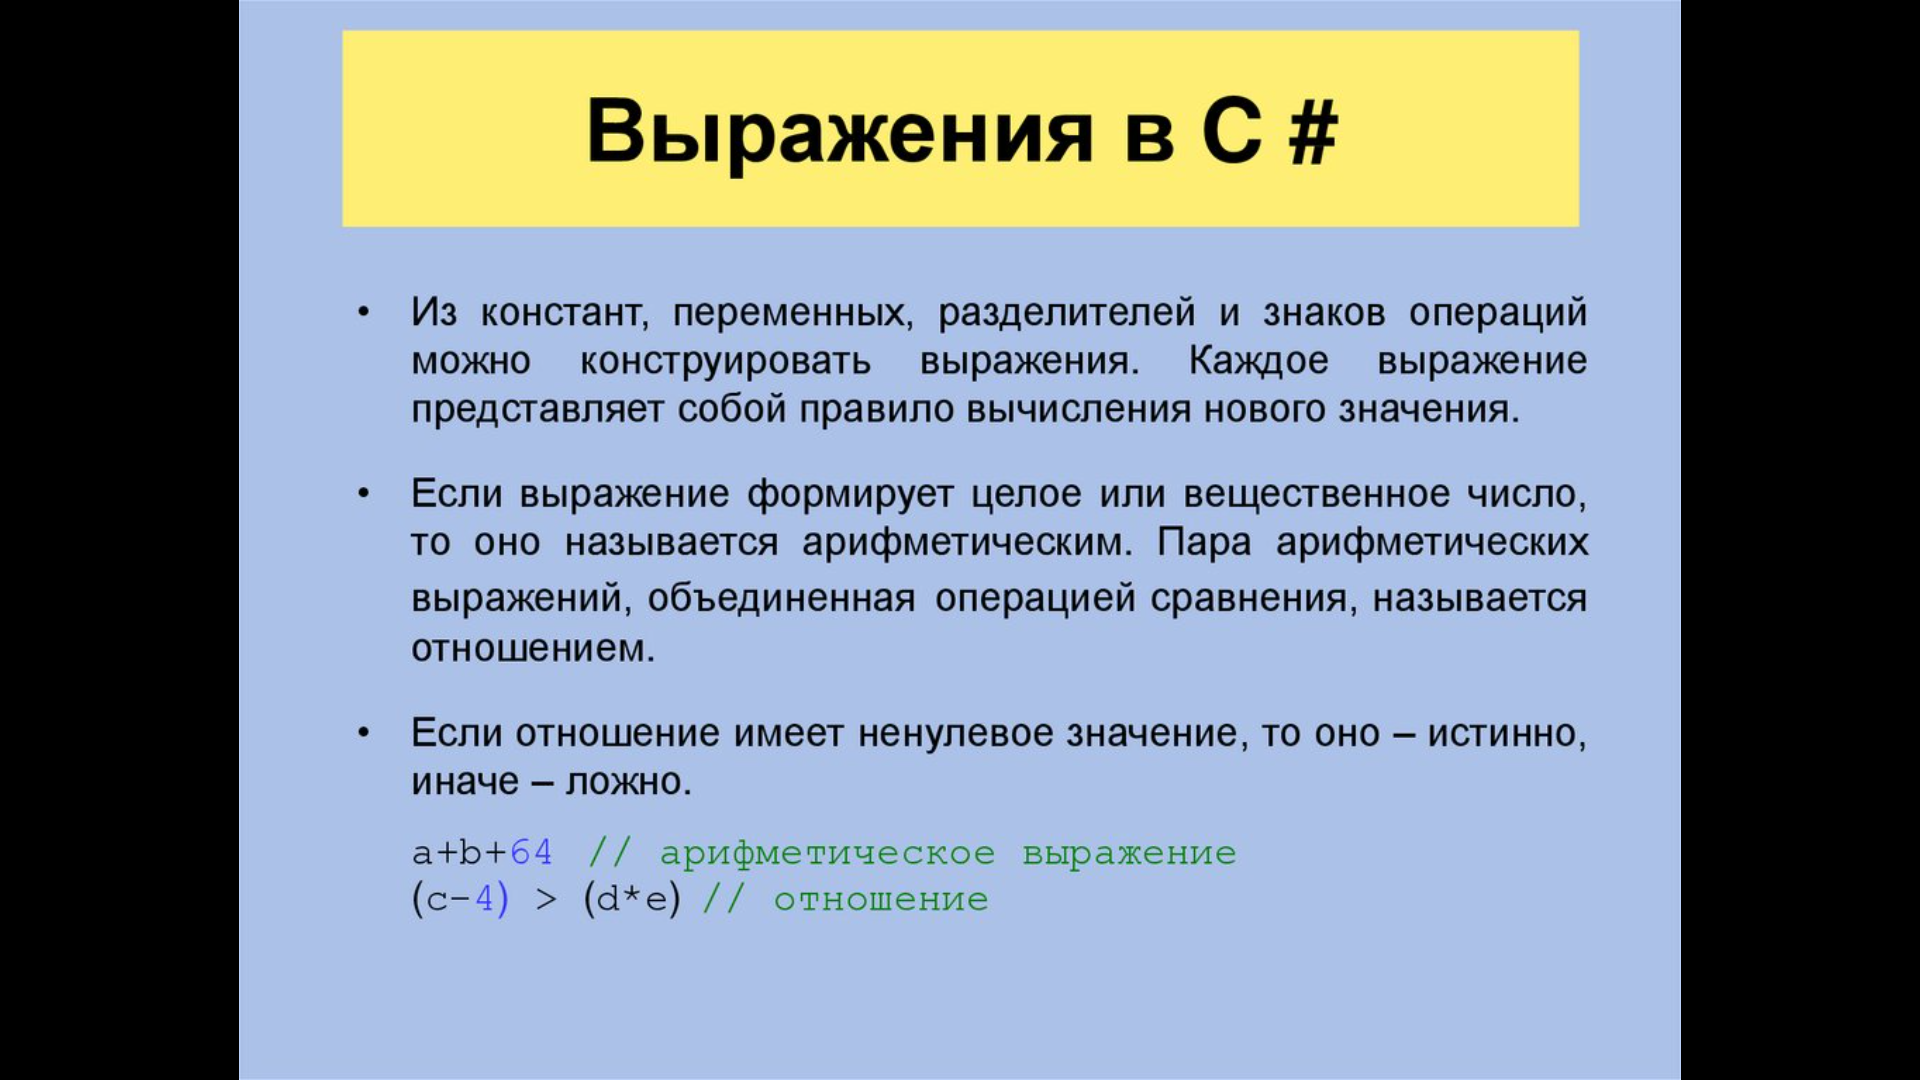 Выражения в C #
• Из констант, переменных, разделителей и знаков операций
можно конструировать выражения. Каждое выражение
представляет собой правило вычисления нового значения.
• Если выражение формирует целое или вещественное число,
то оно называется арифметическим. Пара арифметических
выражений, объединенная операцией сравнения, называется
отношением.
• Если отношение имеет ненулевое значение, то оно – истинно,
иначе – ложно.
a+b+64 // арифметическое выражение
(c-4) > (d*e) // отношение